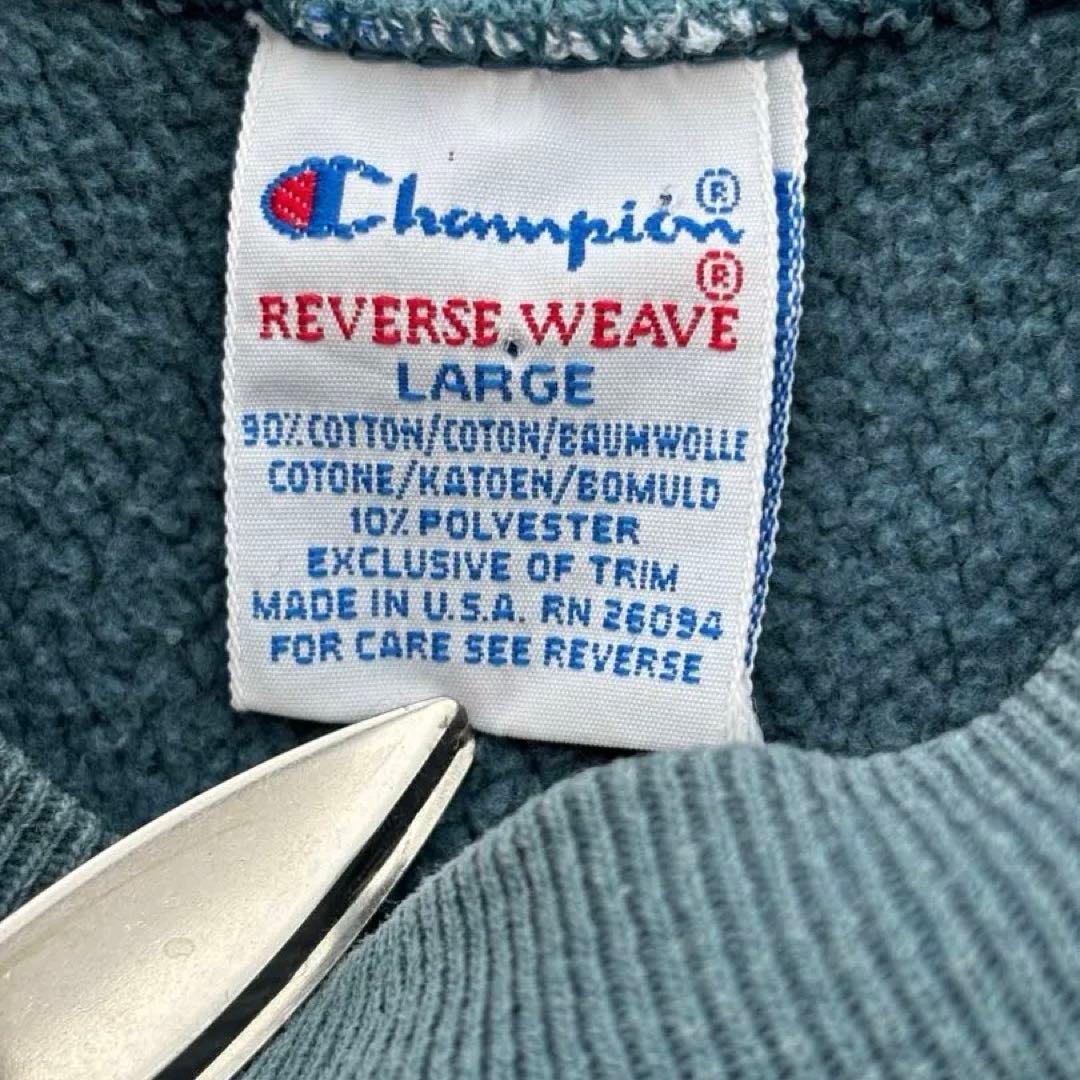 Champion®
REVERSE WEAVE®
LARGE
90% COTTON/COTON/BAUMWOLLE
COTONE/KATOEN/BOMULD
10% POLYESTER
EXCLUSIVE OF TRIM
MADE IN U.S.A. RN 26094
FOR CARE SEE REVERSE